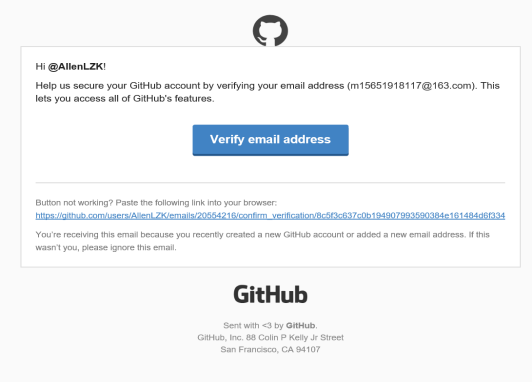 Hi @AllenLZK!
Help us secure your GitHub account by verifying your email address (m15651918117@163.com). This
lets you access all of GitHub's features.
Verify email address
Button not working? Paste the following link into your browser:
https://github.com/users/AllenLZK/emails/20554216/confirm_verification/8c5f3c637c0b194907993590384e161484d6f334
You're receiving this email because you recently created a new GitHub account or added a new email address. If this
wasn't you, please ignore this email.
GitHub
Sent with <3 by GitHub.
GitHub, Inc. 88 Colin P Kelly Jr Street
San Francisco, CA 94107